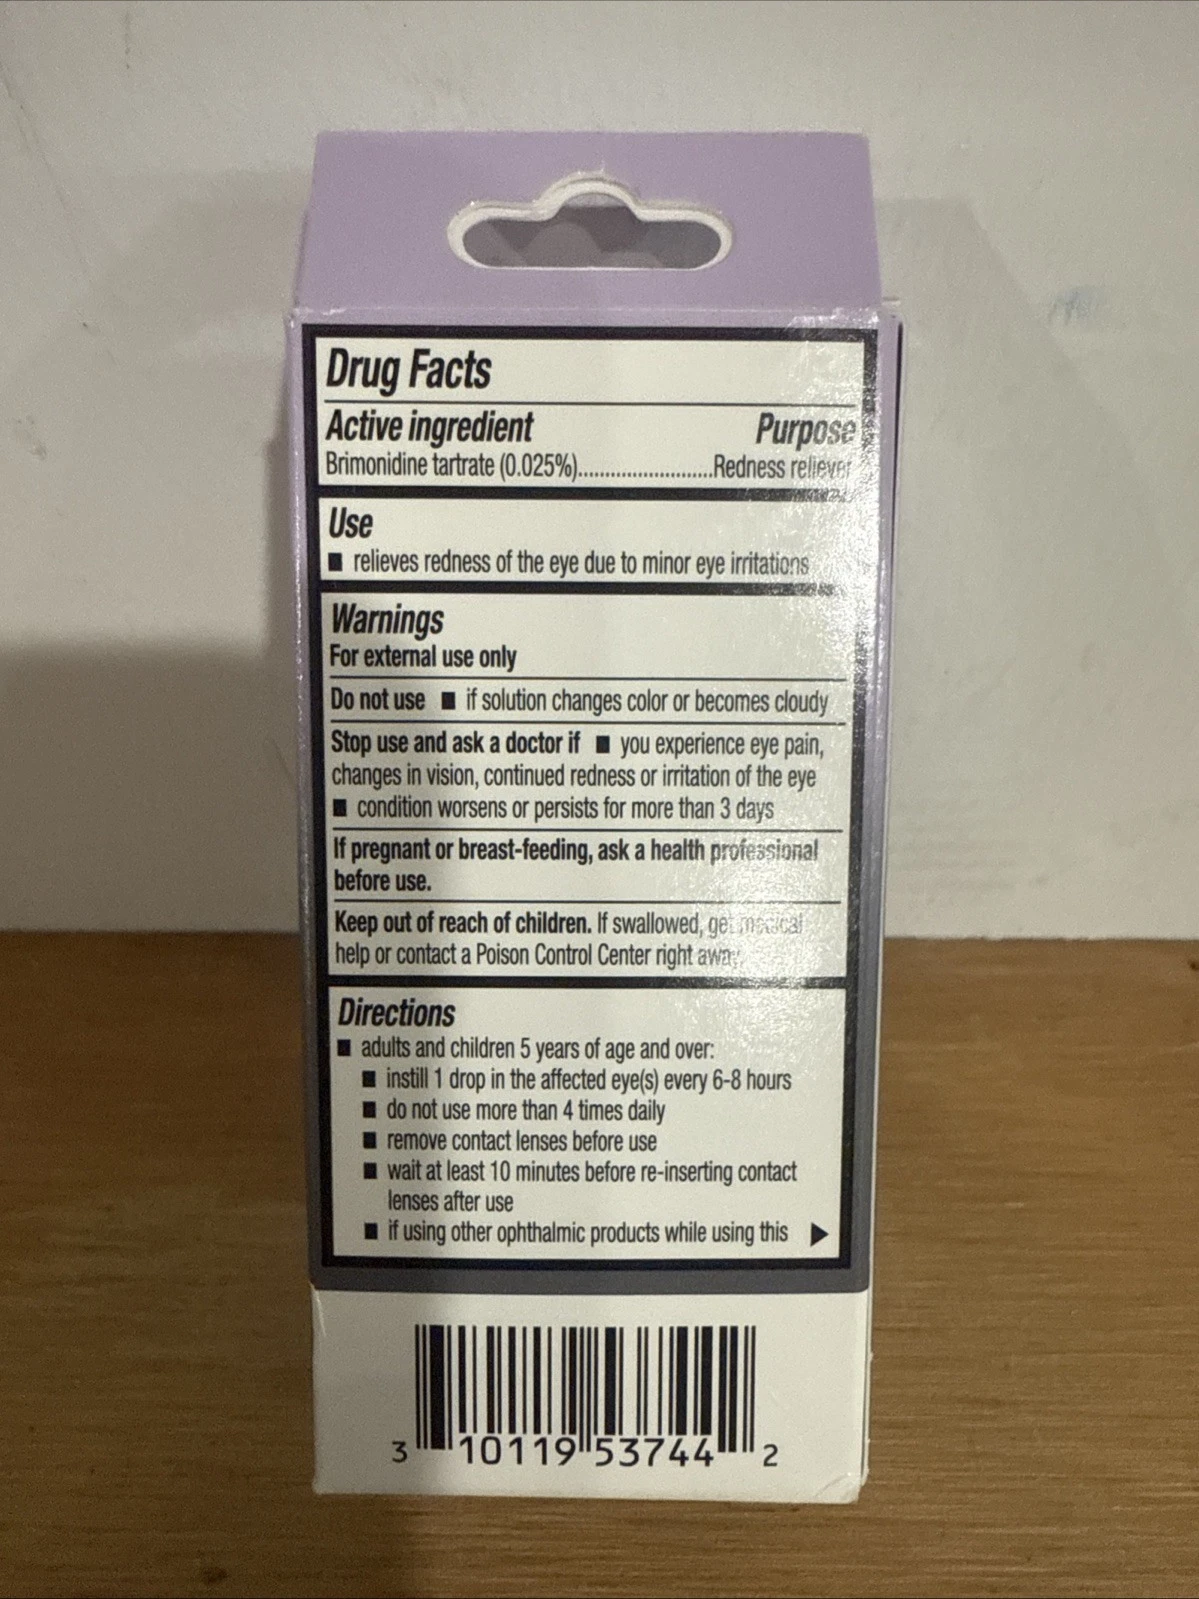 Drug Facts
Active ingredient Purpose
Brimonidine tartrate (0.025%).........................Redness reliever
Use
■ relieves redness of the eye due to minor eye irritations
Warnings
For external use only
Do not use ■ if solution changes color or becomes cloudy
Stop use and ask a doctor if ■ you experience eye pain,
changes in vision, continued redness or irritation of the eye
■ condition worsens or persists for more than 3 days
If pregnant or breast-feeding, ask a health professional
before use.
Keep out of reach of children. If swallowed, get medical
help or contact a Poison Control Center right away.
Directions
■ adults and children 5 years of age and over:
■ instill 1 drop in the affected eye(s) every 6-8 hours
■ do not use more than 4 times daily
■ remove contact lenses before use
■ wait at least 10 minutes before re-inserting contact
lenses after use
■ if using other ophthalmic products while using this ▶
3 10119 53744 2